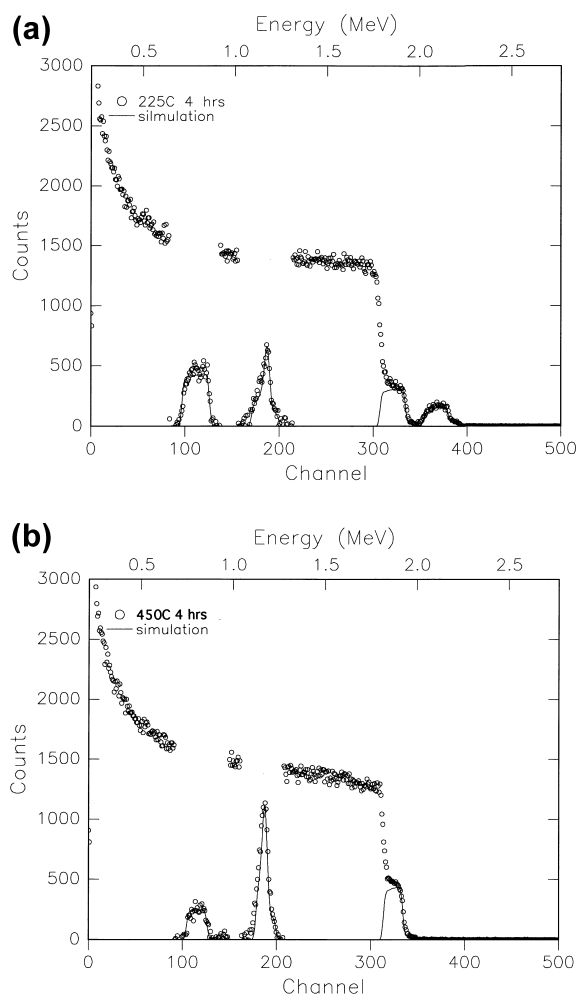 (a)
Energy (MeV)
0.5 1.0 1.5 2.0 2.5
3000
225C 4 hrs
silmulation
2500
2000
1500
1000
500
0
Counts
0 100 200 300 400 500
Channel
(b)
Energy (MeV)
0.5 1.0 1.5 2.0 2.5
3000
450C 4 hrs
simulation
2500
2000
1500
1000
500
0
Counts
0 100 200 300 400 500
Channel